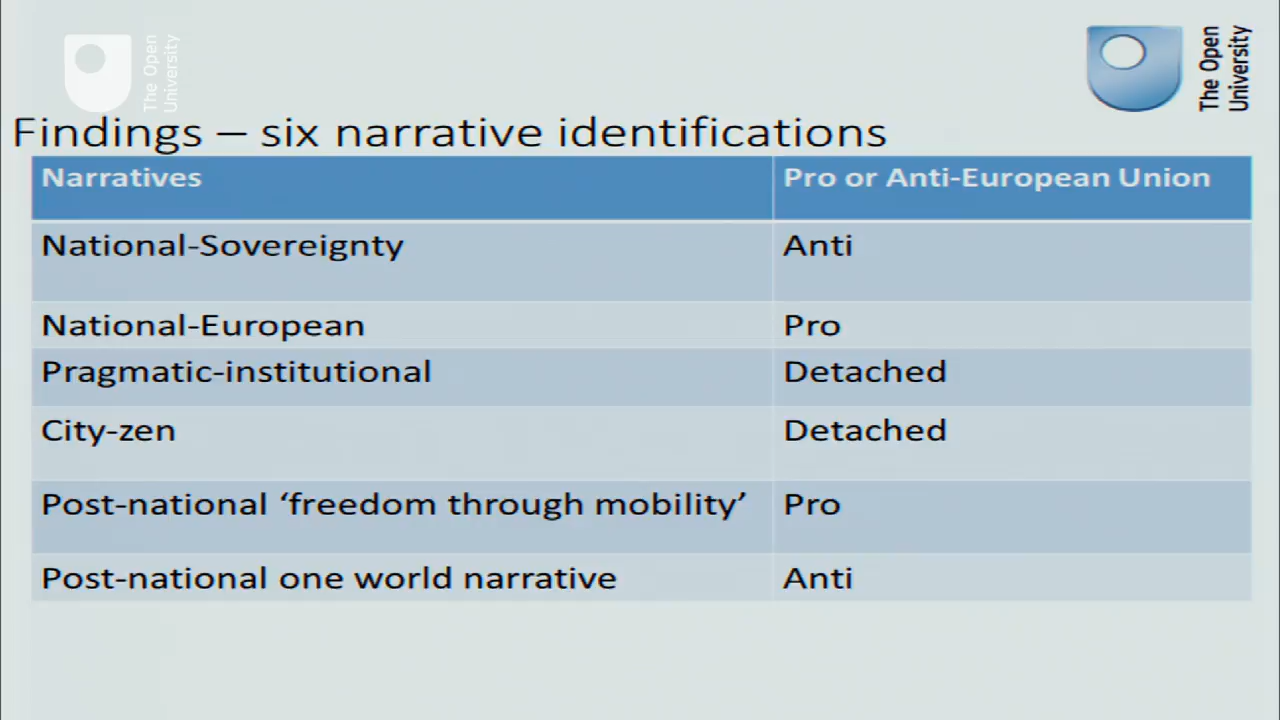 The Open
University
The Open
University
Findings – six narrative identifications
Narratives
Pro or Anti-European Union
National-Sovereignty
Anti
National-European
Pro
Pragmatic-institutional
Detached
City-zen
Detached
Post-national ‘freedom through mobility’
Pro
Post-national one world narrative
Anti